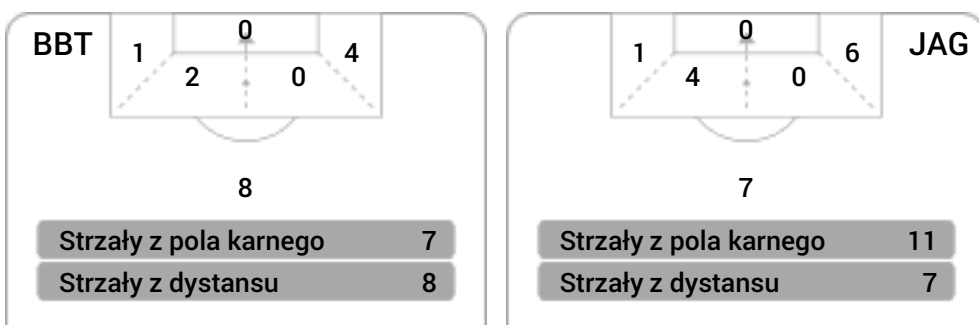 BBT
0
1
4
2
0
8
Strzały z pola karnego 7
Strzały z dystansu 8
JAG
0
1
6
4
0
7
Strzały z pola karnego 11
Strzały z dystansu 7